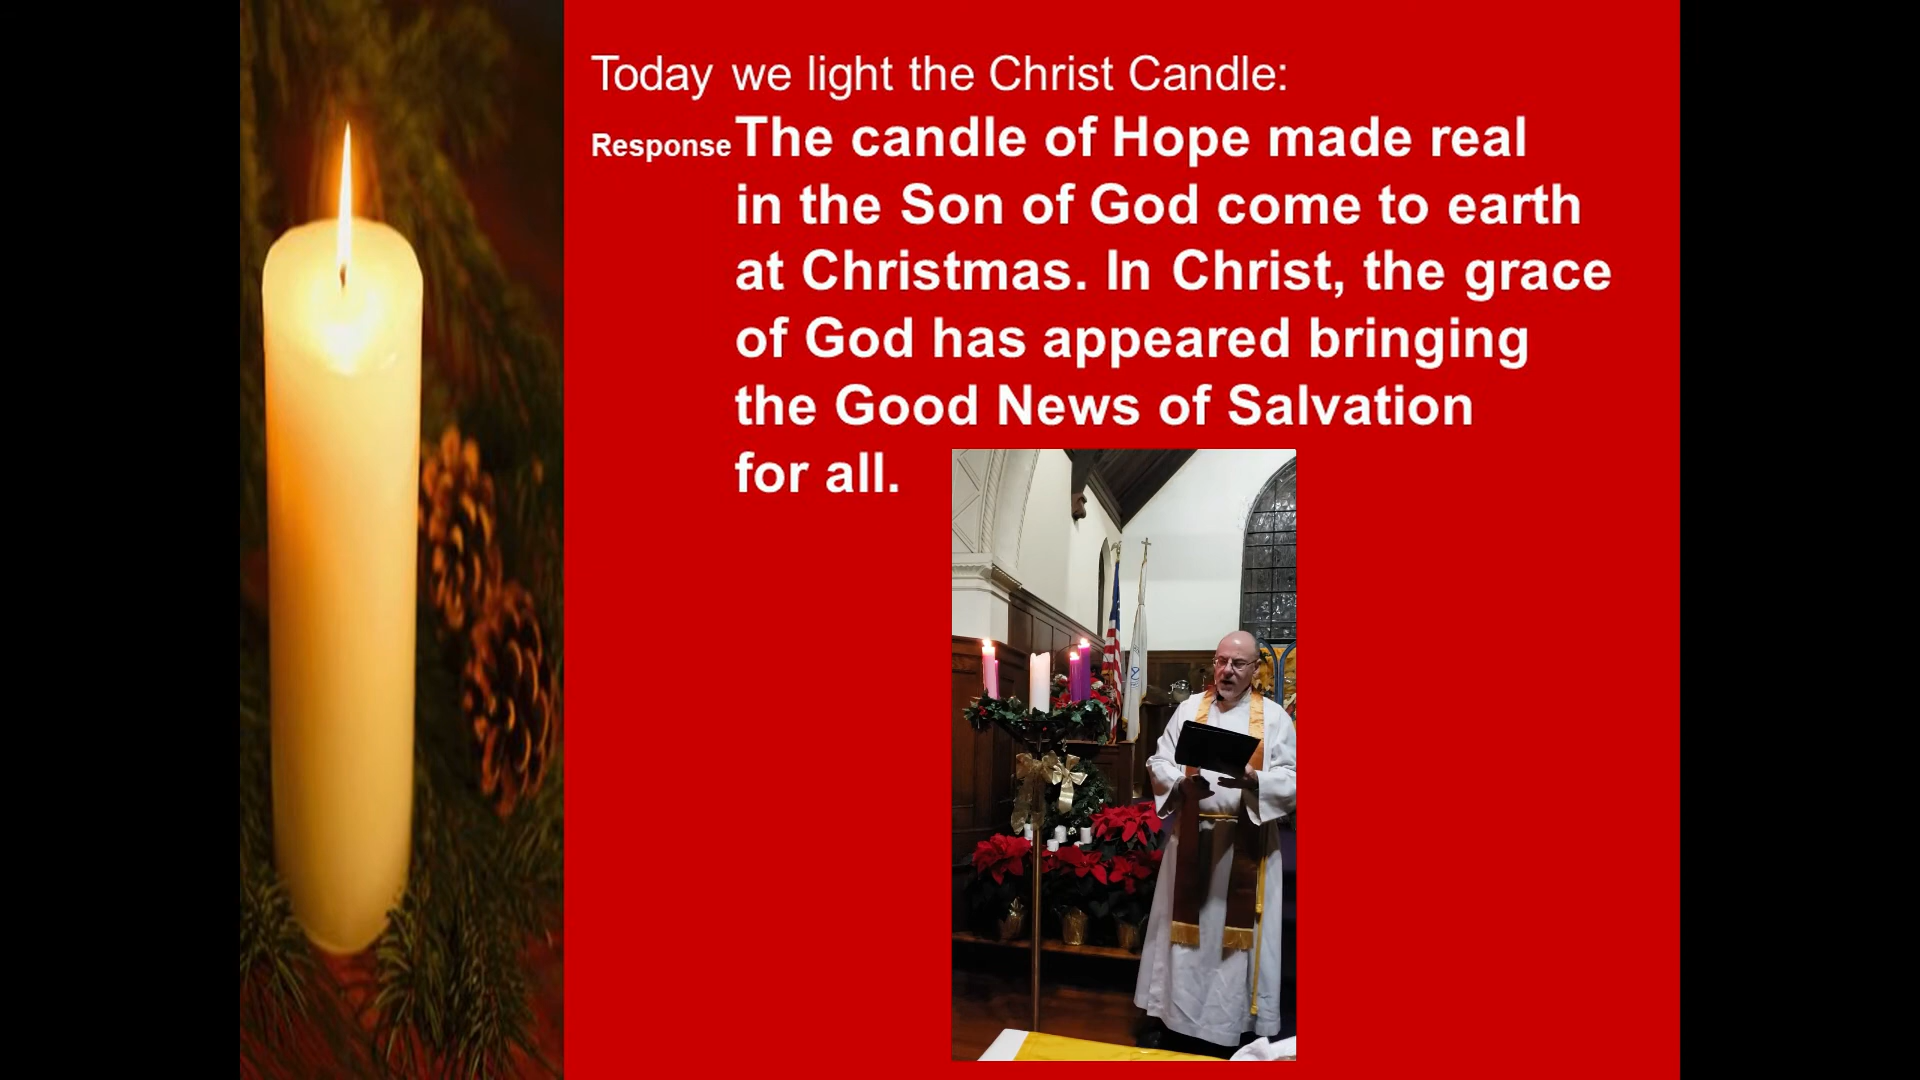 Today we light the Christ Candle:
Response The candle of Hope made real
in the Son of God come to earth
at Christmas. In Christ, the grace
of God has appeared bringing
the Good News of Salvation
for all.